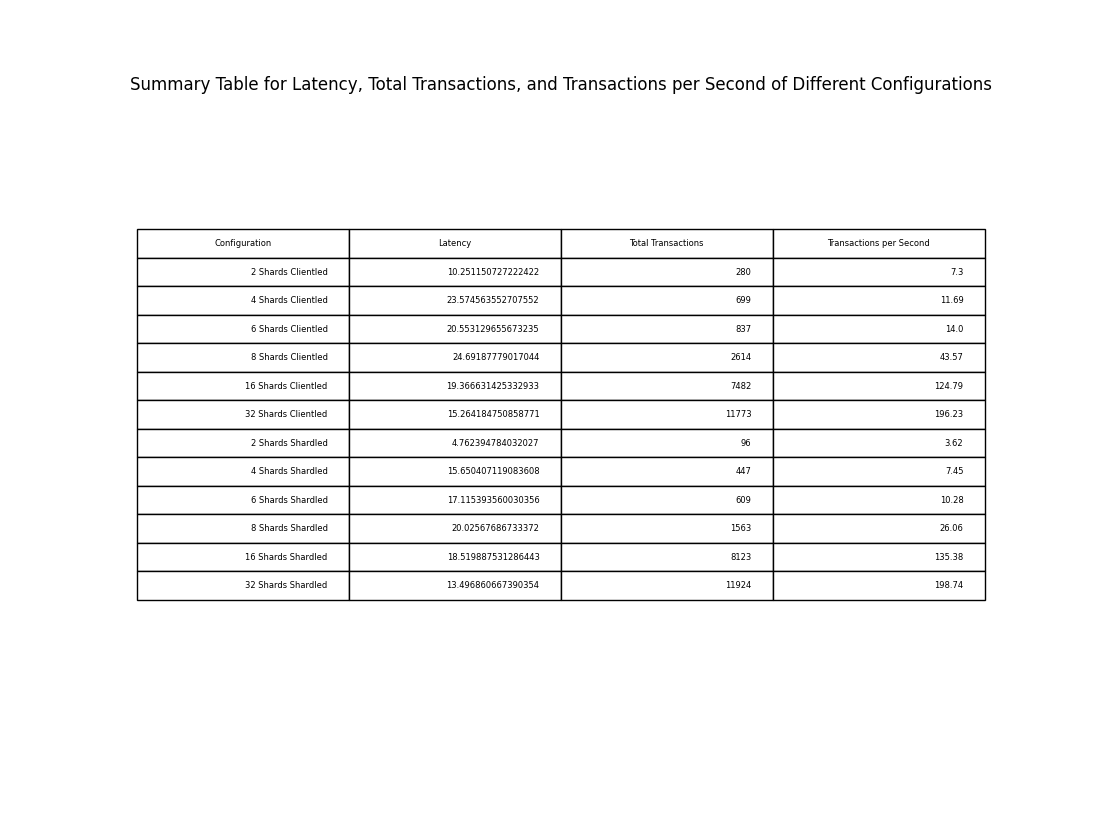 Summary Table for Latency, Total Transactions, and Transactions per Second of Different Configurations
Configuration Latency Total Transactions Transactions per Second
2 Shards Clientled 10.251150727222422 280 7.3
4 Shards Clientled 23.574563552707552 699 11.69
6 Shards Clientled 20.553129655673235 837 14.0
8 Shards Clientled 24.69187779017044 2614 43.57
16 Shards Clientled 19.366631425332933 7482 124.79
32 Shards Clientled 15.264184750858771 11773 196.23
2 Shards Shardled 4.762394784032027 96 3.62
4 Shards Shardled 15.650407119083608 447 7.45
6 Shards Shardled 17.115393560030356 609 10.28
8 Shards Shardled 20.02567686733372 1563 26.06
16 Shards Shardled 18.519887531286443 8123 135.38
32 Shards Shardled 13.496860667390354 11924 198.74